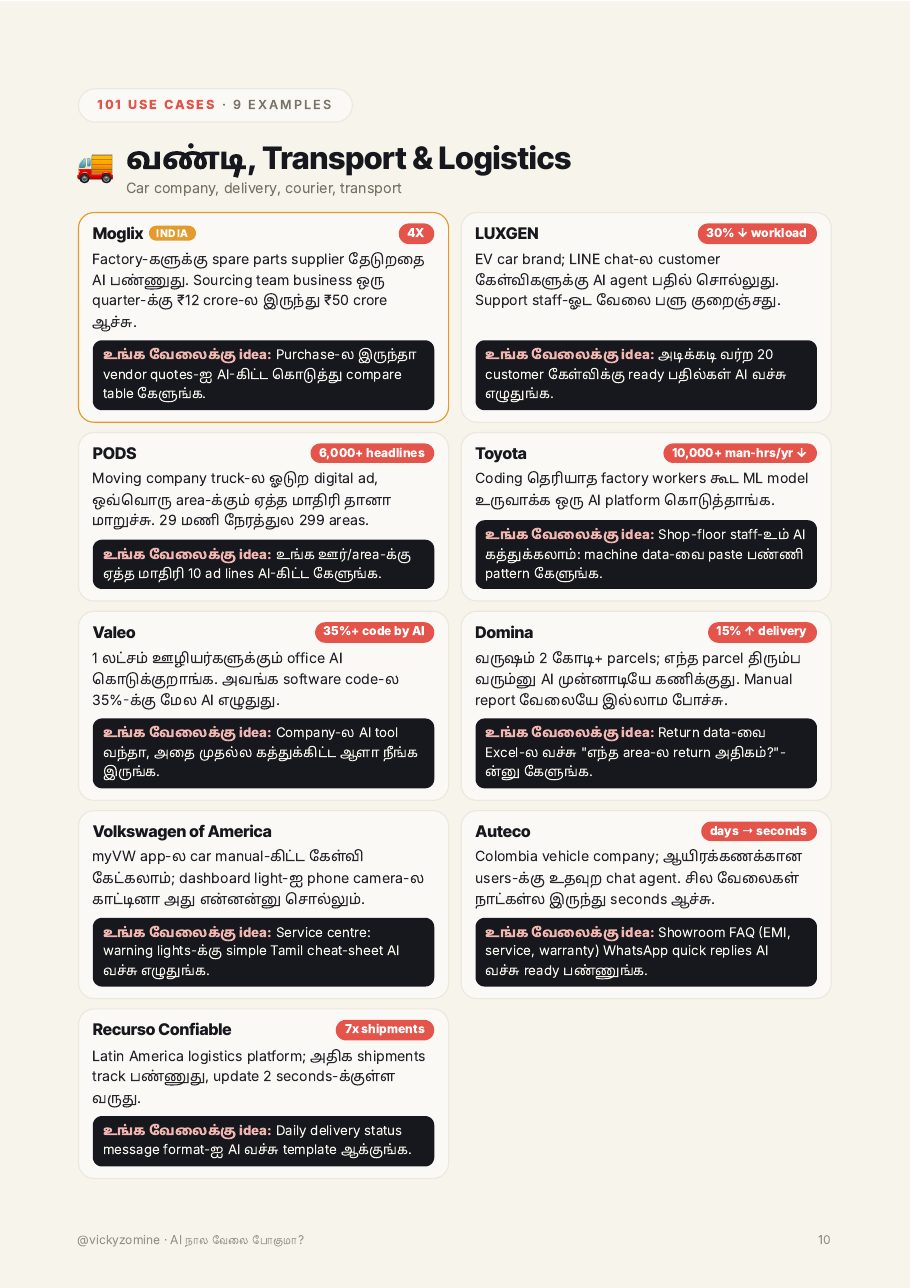 101 USE CASES · 9 EXAMPLES
வண்டி, Transport & Logistics
Car company, delivery, courier, transport
Moglix INDIA 4X
Factory-களுக்கு spare parts supplier தேடுறதை
AI பண்ணுது. Sourcing team business ஒரு
quarter-க்கு ₹12 crore-ல இருந்து ₹50 crore
ஆச்சு.
உங்க வேலைக்கு idea: Purchase-ல இருந்தா
vendor quotes-ஐ AI-கிட்ட கொடுத்து compare
table கேளுங்க.
LUXGEN 30% ↓ workload
EV car brand; LINE chat-ல customer
கேள்விகளுக்கு AI agent பதில் சொல்லுது.
Support staff-ஓட வேலை பளு குறைஞ்சது.
உங்க வேலைக்கு idea: அடிக்கடி வர்ற 20
customer கேள்விக்கு ready பதில்கள் AI வச்சு
எழுதுங்க.
PODS 6,000+ headlines
Moving company truck-ல ஓடுற digital ad,
ஒவ்வொரு area-க்கும் ஏத்த மாதிரி தானா
மாறுச்சு. 29 மணி நேரத்துல 299 areas.
உங்க வேலைக்கு idea: உங்க ஊர்/area-க்கு
ஏத்த மாதிரி 10 ad lines AI-கிட்ட கேளுங்க.
Toyota 10,000+ man-hrs/yr ↓
Coding தெரியாத factory workers கூட ML model
உருவாக்க ஒரு AI platform கொடுத்தாங்க.
உங்க வேலைக்கு idea: Shop-floor staff-உம் AI
கத்துக்கலாம்: machine data-வை paste பண்ணி
pattern கேளுங்க.
Valeo 35%+ code by AI
1 லட்சம் ஊழியர்களுக்கும் office AI
கொடுக்குறாங்க. அவங்க software code-ல
35%-க்கு மேல AI எழுதுது.
உங்க வேலைக்கு idea: Company-ல AI tool
வந்தா, அதை முதல்ல கத்துக்கிட்ட ஆளா நீங்க
இருங்க.
Domina 15% ↑ delivery
வருஷம் 2 கோடி+ parcels; எந்த parcel திரும்ப
வரும்னு AI முன்னாடியே கணிக்குது. Manual
report வேலையே இல்லாம போச்சு.
உங்க வேலைக்கு idea: Return data-வை
Excel-ல வச்சு "எந்த area-ல return அதிகம்?"-
ன்னு கேளுங்க.
Volkswagen of America
myVW app-ல car manual-கிட்ட கேள்வி
கேட்கலாம்; dashboard light-ஐ phone camera-ல
காட்டினா அது என்னன்னு சொல்லும்.
உங்க வேலைக்கு idea: Service centre:
warning lights-க்கு simple Tamil cheat-sheet AI
வச்சு எழுதுங்க.
Auteco days → seconds
Colombia vehicle company; ஆயிரக்கணக்கான
users-க்கு உதவுற chat agent. சில வேலைகள்
நாட்கள்ல இருந்து seconds ஆச்சு.
உங்க வேலைக்கு idea: Showroom FAQ (EMI,
service, warranty) WhatsApp quick replies AI
வச்சு ready பண்ணுங்க.
Recurso Confiable 7x shipments
Latin America logistics platform; அதிக shipments
track பண்ணுது, update 2 seconds-க்குள்ள
வருது.
உங்க வேலைக்கு idea: Daily delivery status
message format-ஐ AI வச்சு template ஆக்குங்க.
@vickyzomine · AI நால வேலை போகுமா? 10